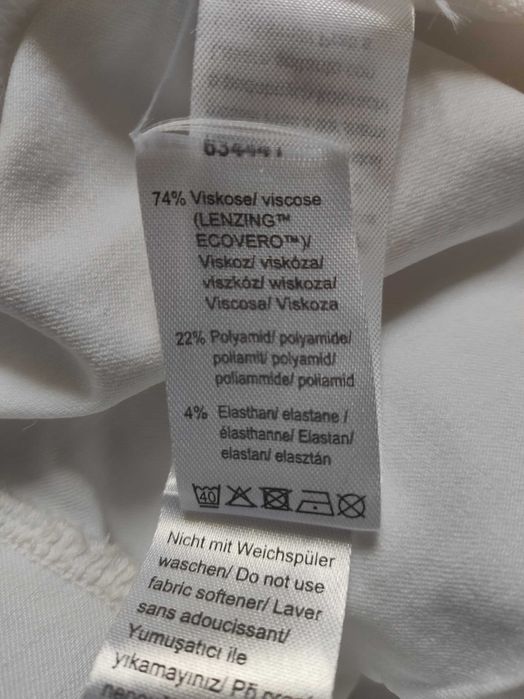 634441
74% Viskose/ viscose
(LENZING™
ECOVERO™)/
Viskoz/ viskóza/
viszkóz/ wiskoza/
Viscosa/ Viskoza
22% Polyamid/ polyamide/
poliamit/ polyamid/
poliammide/ poliamid
4% Elasthan/ elastane /
élasthanne/ Elastan/
elastan/ elasztán
40
Nicht mit Weichspüler
waschen/ Do not use
fabric softener/ Laver
sans adoucissant/
Yumuşatıcı ile
yıkamayınız/ Při